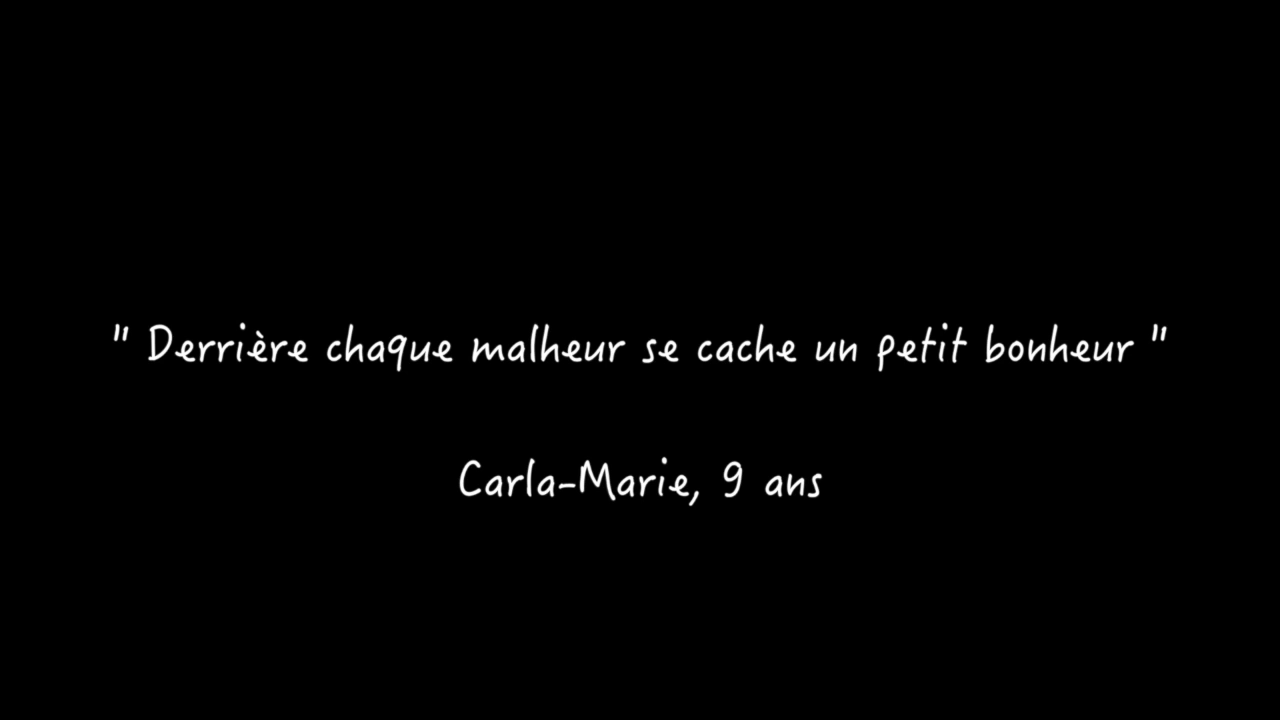 " Derrière chaque malheur se cache un petit bonheur "
Carla-Marie, 9 ans